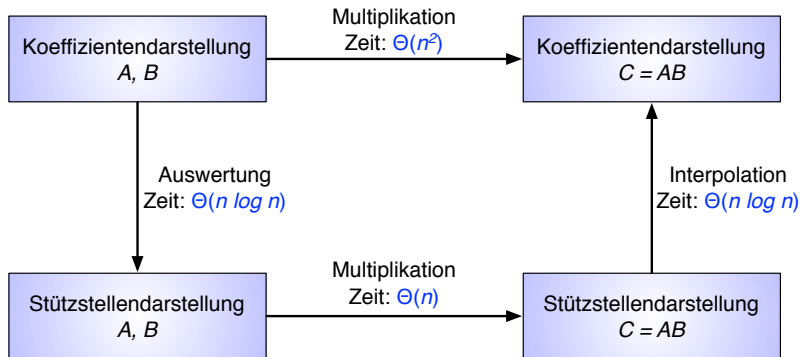 Multiplikation
Zeit: Θ(n²)
Koeffizientendarstellung
A, B
Koeffizientendarstellung
C = AB
Auswertung
Zeit: Θ(n log n)
Interpolation
Zeit: Θ(n log n)
Multiplikation
Zeit: Θ(n)
Stützstellendarstellung
A, B
Stützstellendarstellung
C = AB